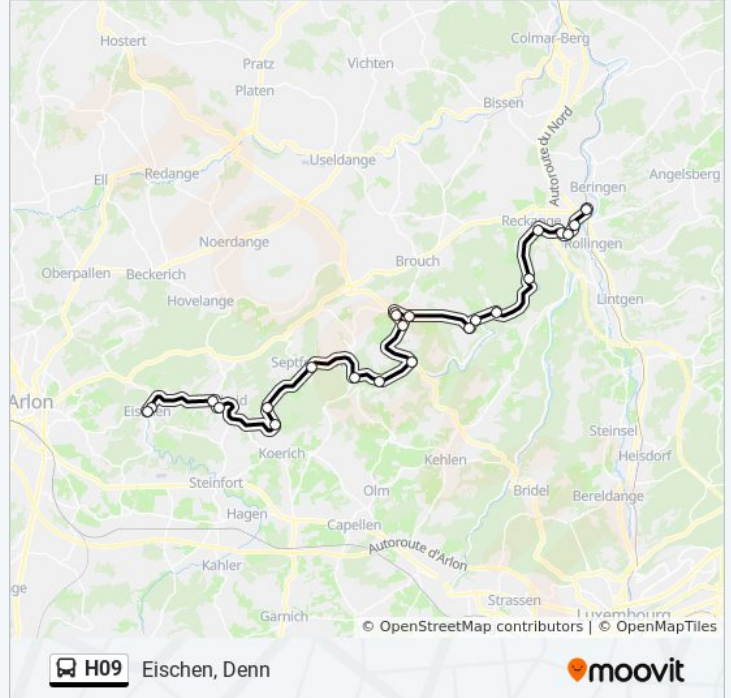 Hostert
Colmar-Berg
Pratz
Vichten
Platen
Bissen
Autoroute du Nord
Useldange
Redange
Ell
Angelsberg
Beringen
Reckange
Noerdange
Rollingen
Brouch
Oberpallen
Beckerich
Hovelange
Lintgen
Septf
Arlon
Eischen
d
Steinsel
Koerich
Kehlen
Heisdorf
Steinfort
Olm
Bridel
Bereldange
Hagen
Capellen
Autoroute d'Arlon
Kahler
ge
Strassen
Garnich
Luxembourg
© OpenStreetMap contributors | © OpenMapTiles
H09 Eischen, Denn
moovit